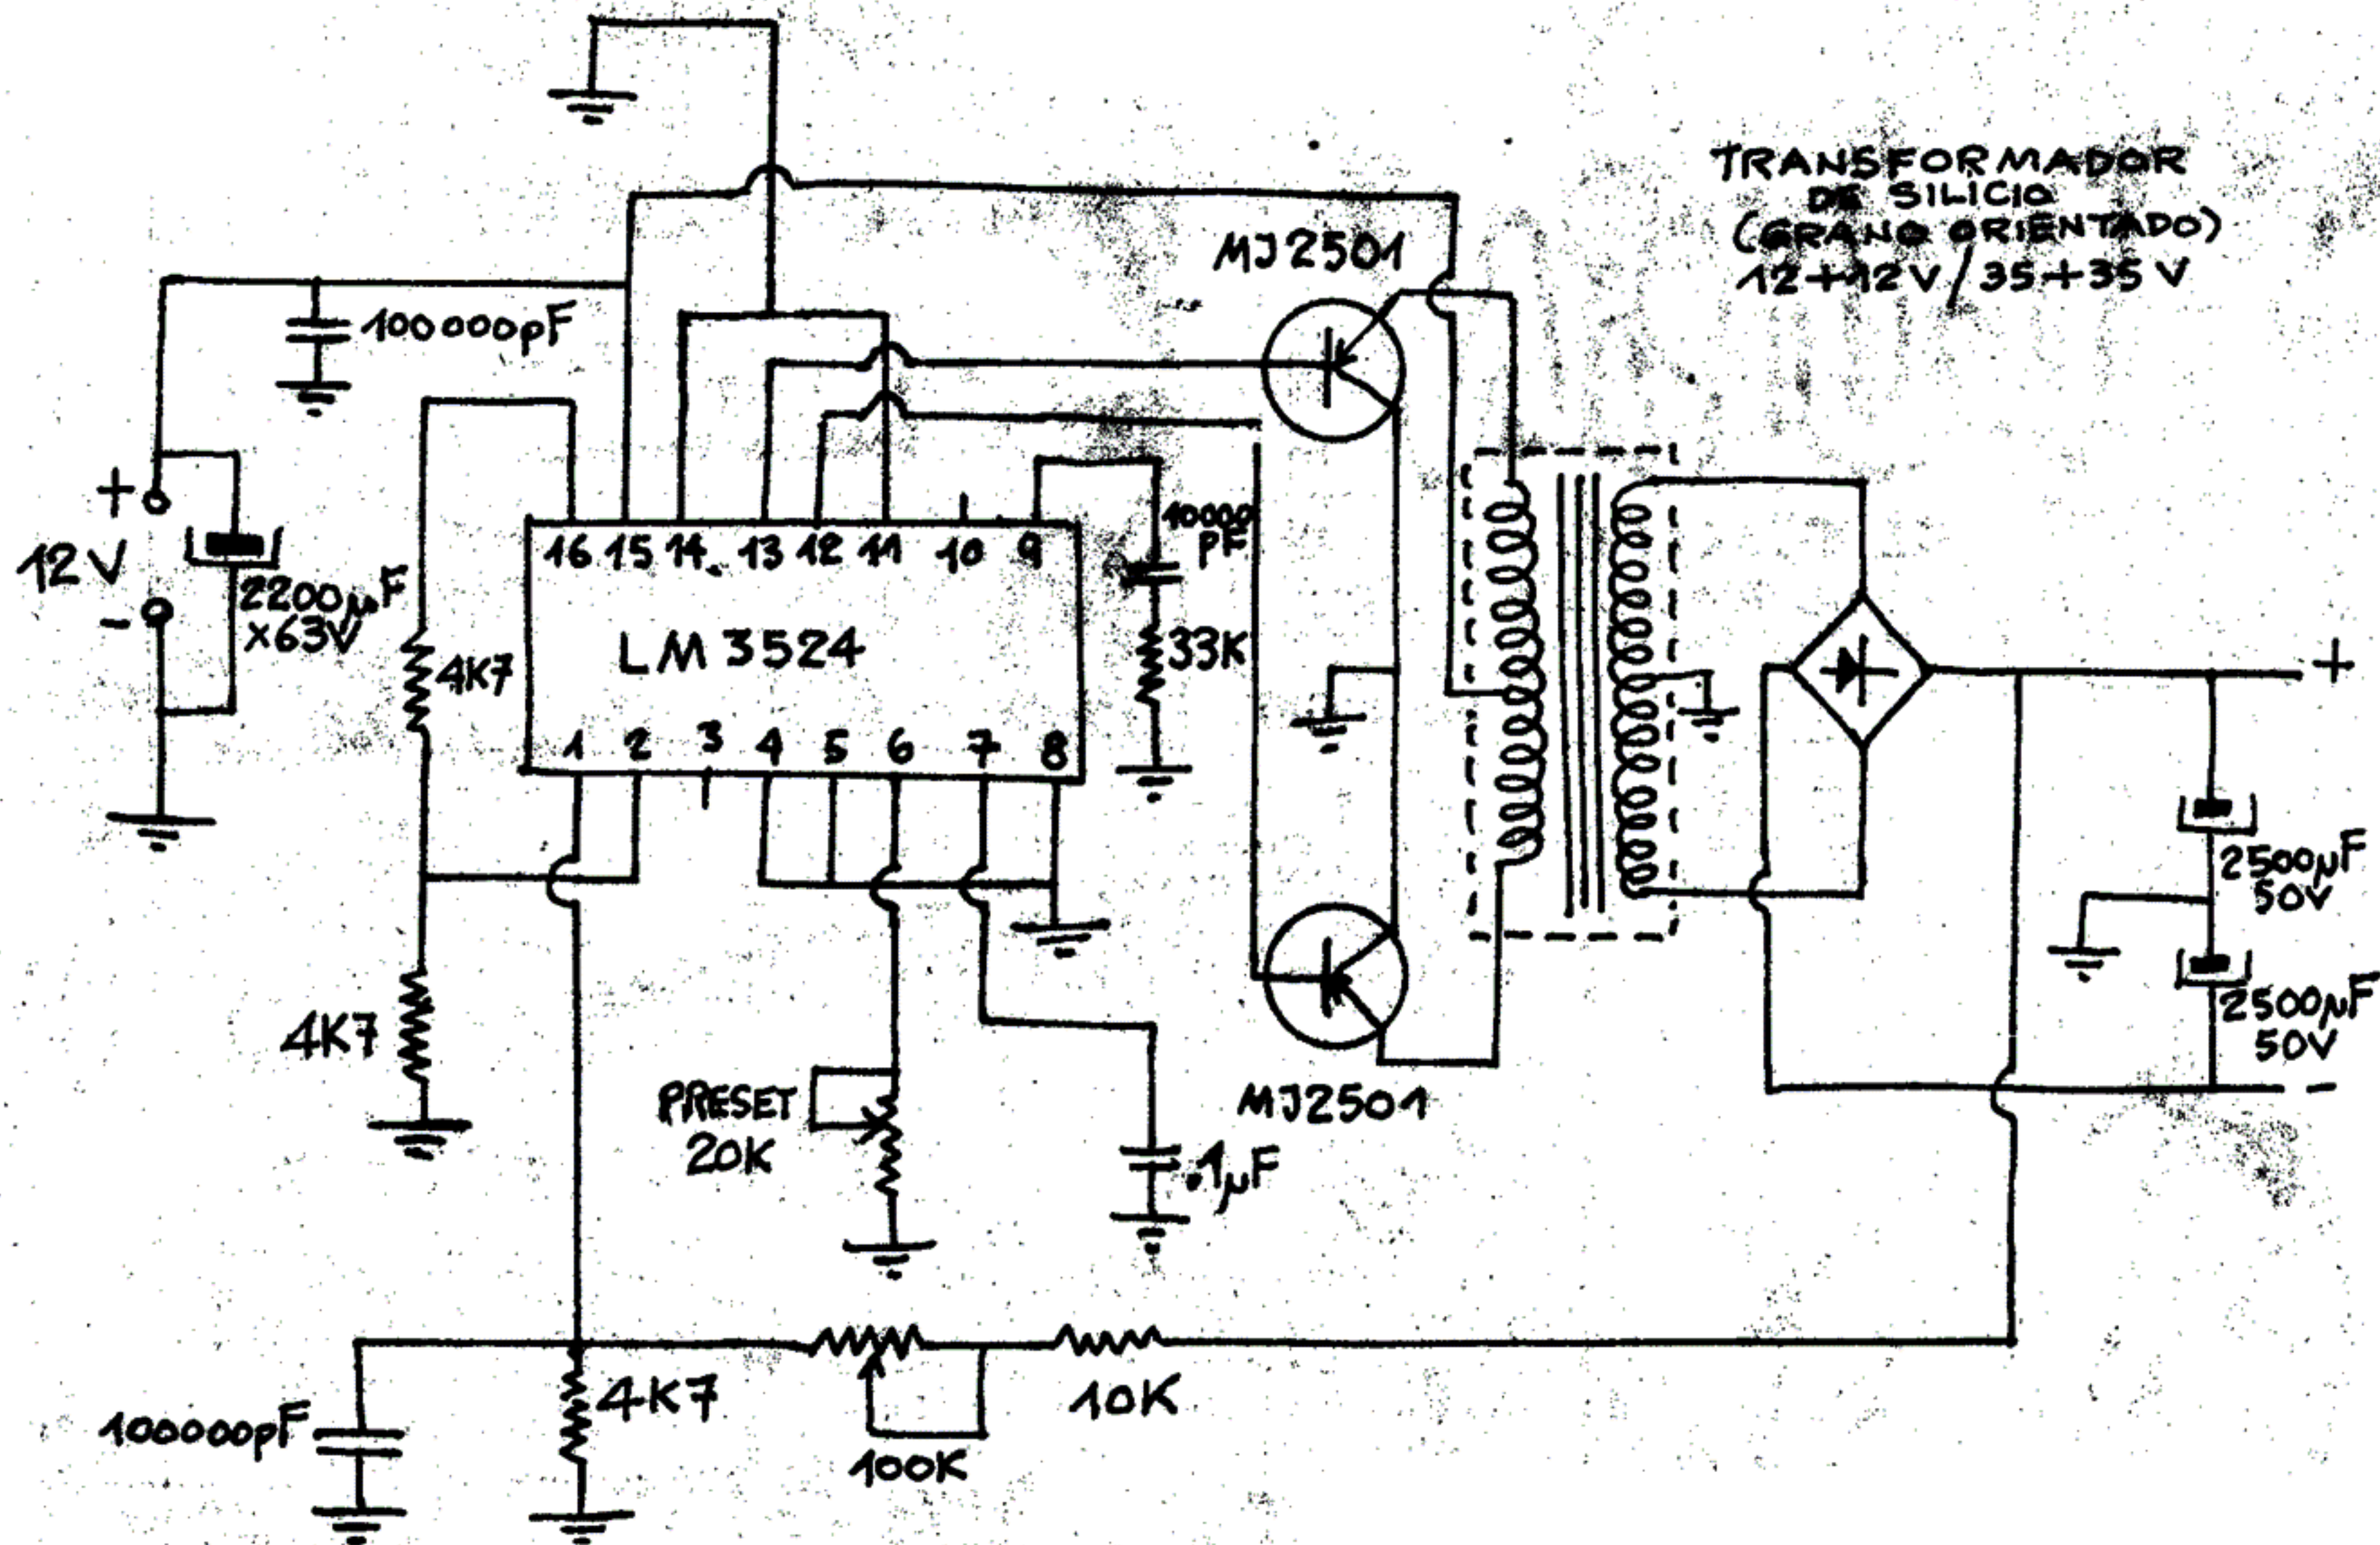 TRANSFORMADOR
DE SILICIO
(GRANO ORIENTADO)
12+12V/35+35V
MJ2501
100000pF
+
12V
-
2200µF
x63V
4K7
16 15 14 13 12 11 10 9
LM 3524
1 2 3 4 5 6 7 8
10000
pF
33K
+
2500µF
50V
2500µF
50V
-
4K7
PRESET
20K
.1µF
MJ2501
100000pF
4K7
100K
10K